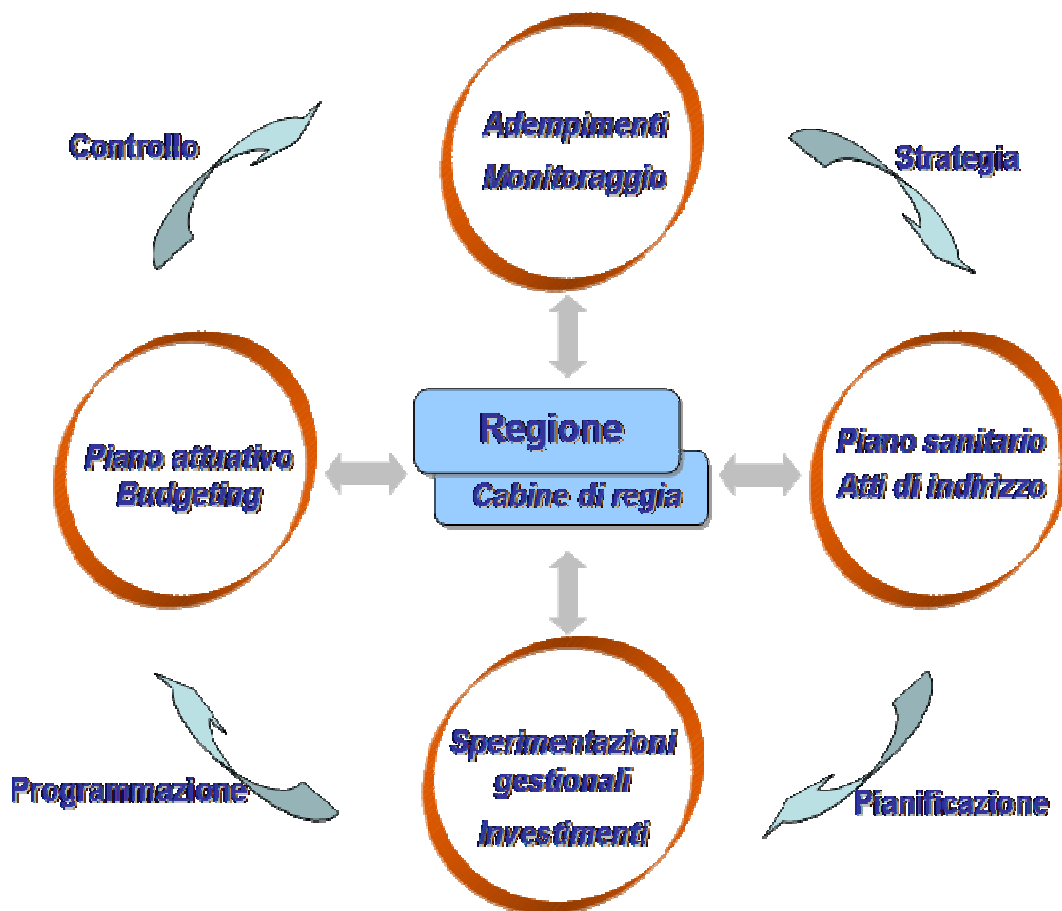 Adempimenti
Monitoraggio
Controllo
Strategia
Regione
Cabine di regia
Piano attuativo
Budgeting
Piano sanitario
Atti di indirizzo
Sperimentazioni
gestionali
Investimenti
Programmazione
Pianificazione